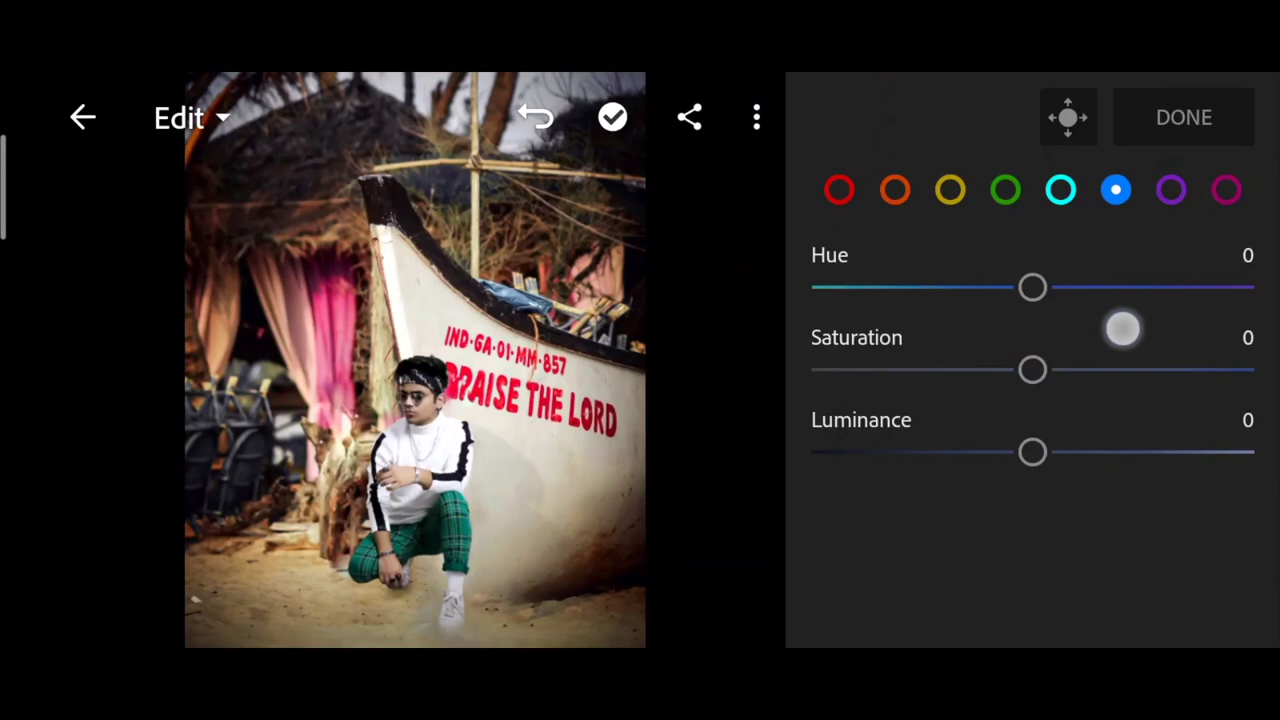 Edit
DONE
Hue 0
Saturation 0
Luminance 0
IND-GA-01-MM-857
PRAISE THE LORD